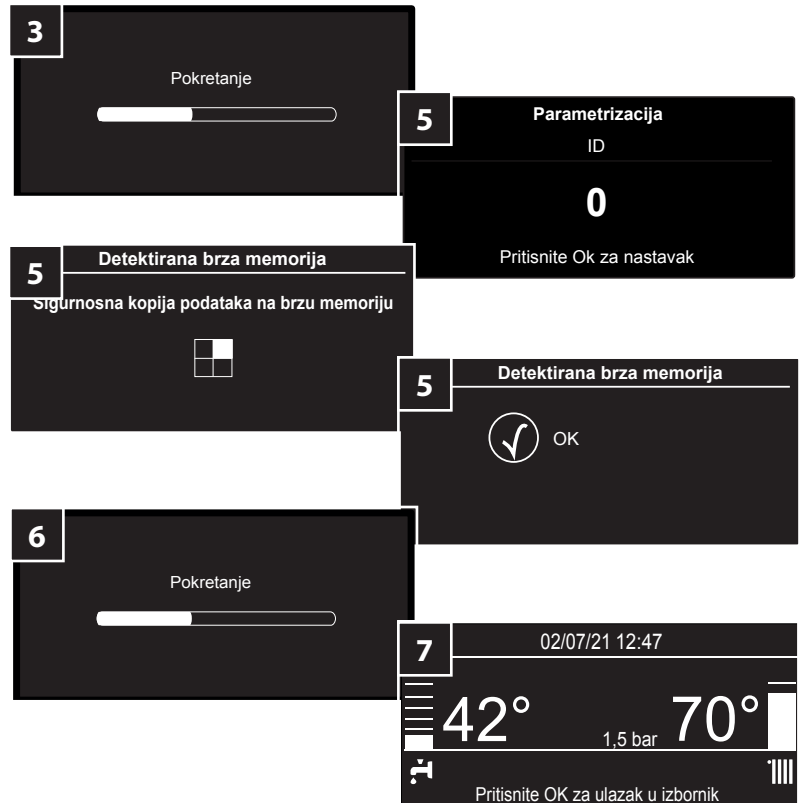 3
Pokretanje
5
Parametrizacija
ID
0
Pritisnite Ok za nastavak
5
Detektirana brza memorija
Sigurnosna kopija podataka na brzu memoriju
5
Detektirana brza memorija
OK
6
Pokretanje
7
02/07/21 12:47
42°
1,5 bar
70°
Pritisnite OK za ulazak u izbornik